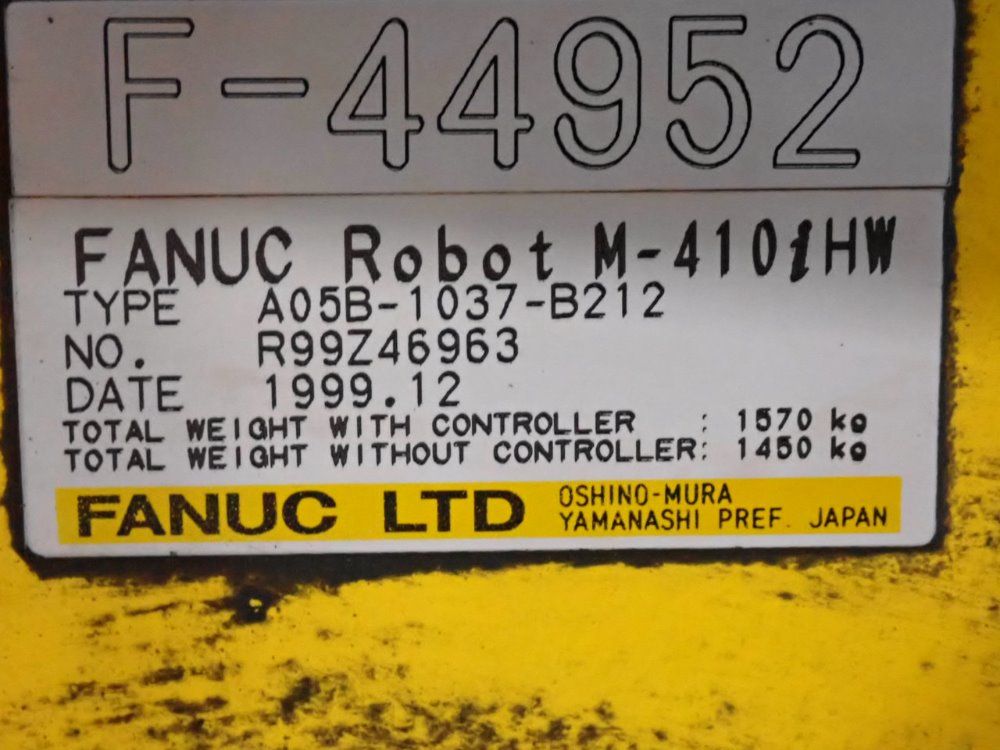 F-44952
FANUC Robot M-410iHW
TYPE A05B-1037-B212
NO. R99Z46963
DATE 1999.12
TOTAL WEIGHT WITH CONTROLLER : 1570 kg
TOTAL WEIGHT WITHOUT CONTROLLER: 1450 kg
FANUC LTD
OSHINO-MURA
YAMANASHI PREF. JAPAN